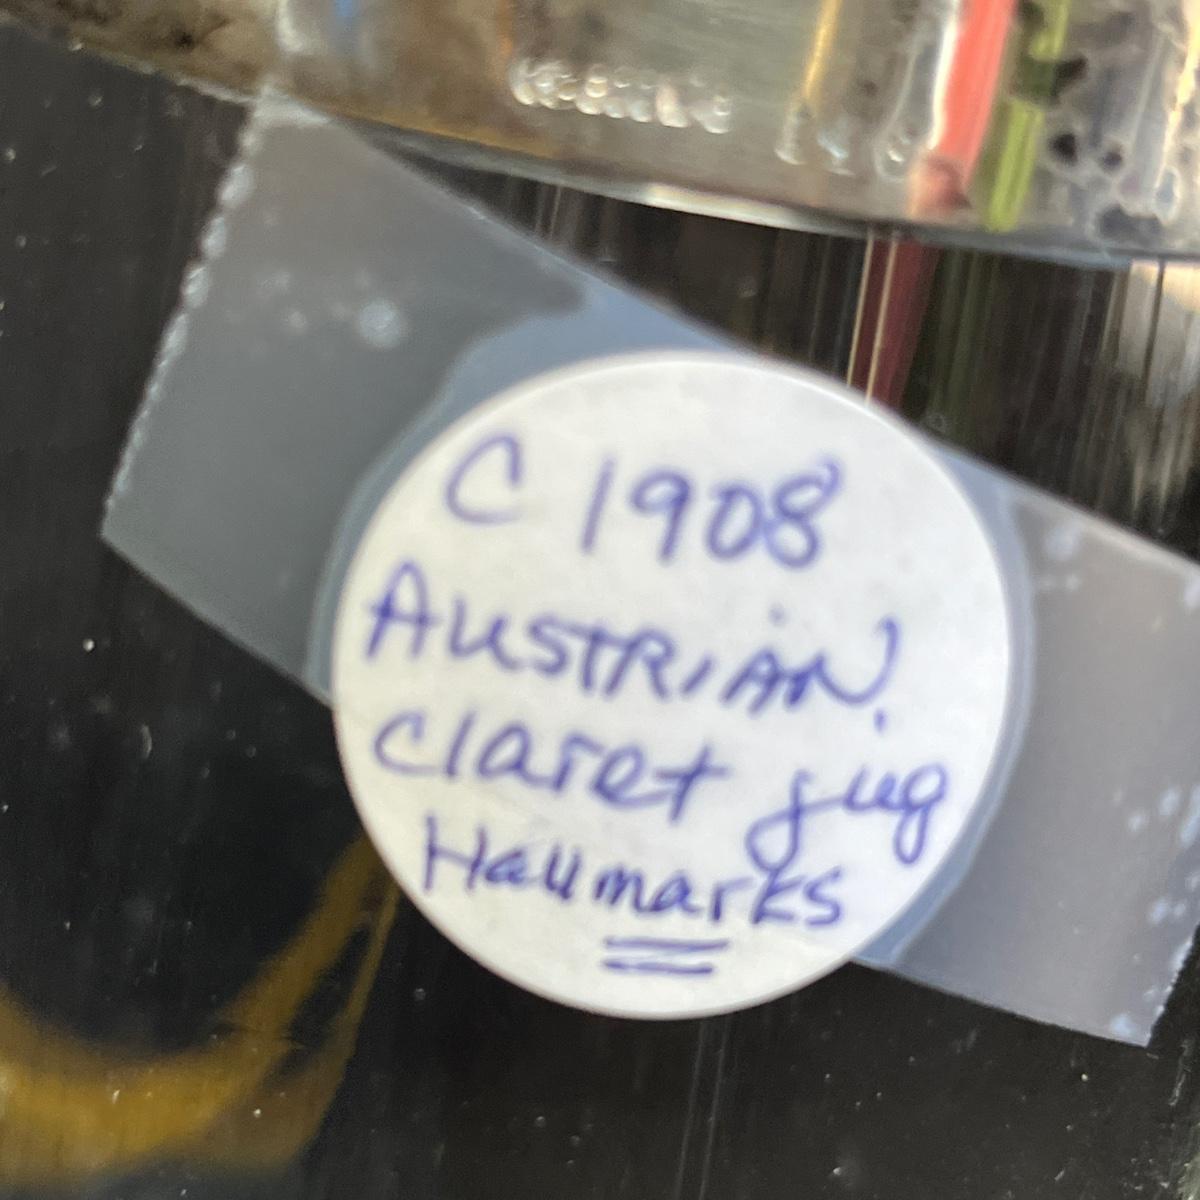 C 1908
AUSTRIAN.
Claret jug
Hallmarks